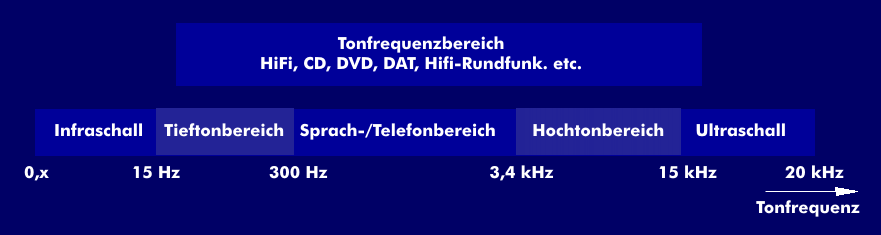 Tonfrequenzbereich
HiFi, CD, DVD, DAT, Hifi-Rundfunk. etc.
Infraschall Tieftonbereich Sprach-/Telefonbereich Hochtonbereich Ultraschall
0,x 15 Hz 300 Hz 3,4 kHz 15 kHz 20 kHz
Tonfrequenz